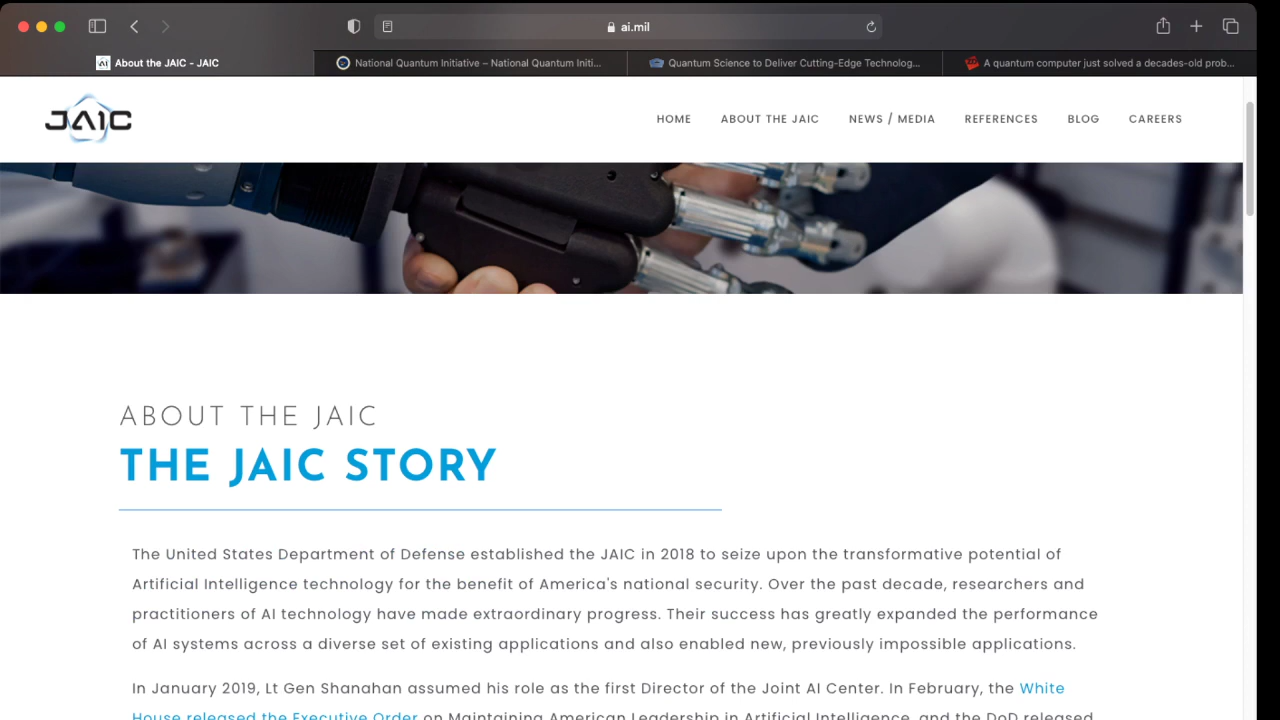 ai.mil
About the JAIC - JAIC
National Quantum Initiative – National Quantum Initi...
Quantum Science to Deliver Cutting-Edge Technolog...
A quantum computer just solved a decades-old prob...
JAIC
HOME
ABOUT THE JAIC
NEWS / MEDIA
REFERENCES
BLOG
CAREERS
ABOUT THE JAIC
THE JAIC STORY
The United States Department of Defense established the JAIC in 2018 to seize upon the transformative potential of
Artificial Intelligence technology for the benefit of America's national security. Over the past decade, researchers and
practitioners of AI technology have made extraordinary progress. Their success has greatly expanded the performance
of AI systems across a diverse set of existing applications and also enabled new, previously impossible applications.
In January 2019, Lt Gen Shanahan assumed his role as the first Director of the Joint AI Center. In February, the White
House released the Executive Order on Maintaining American Leadership in Artificial Intelligence, and the DoD released